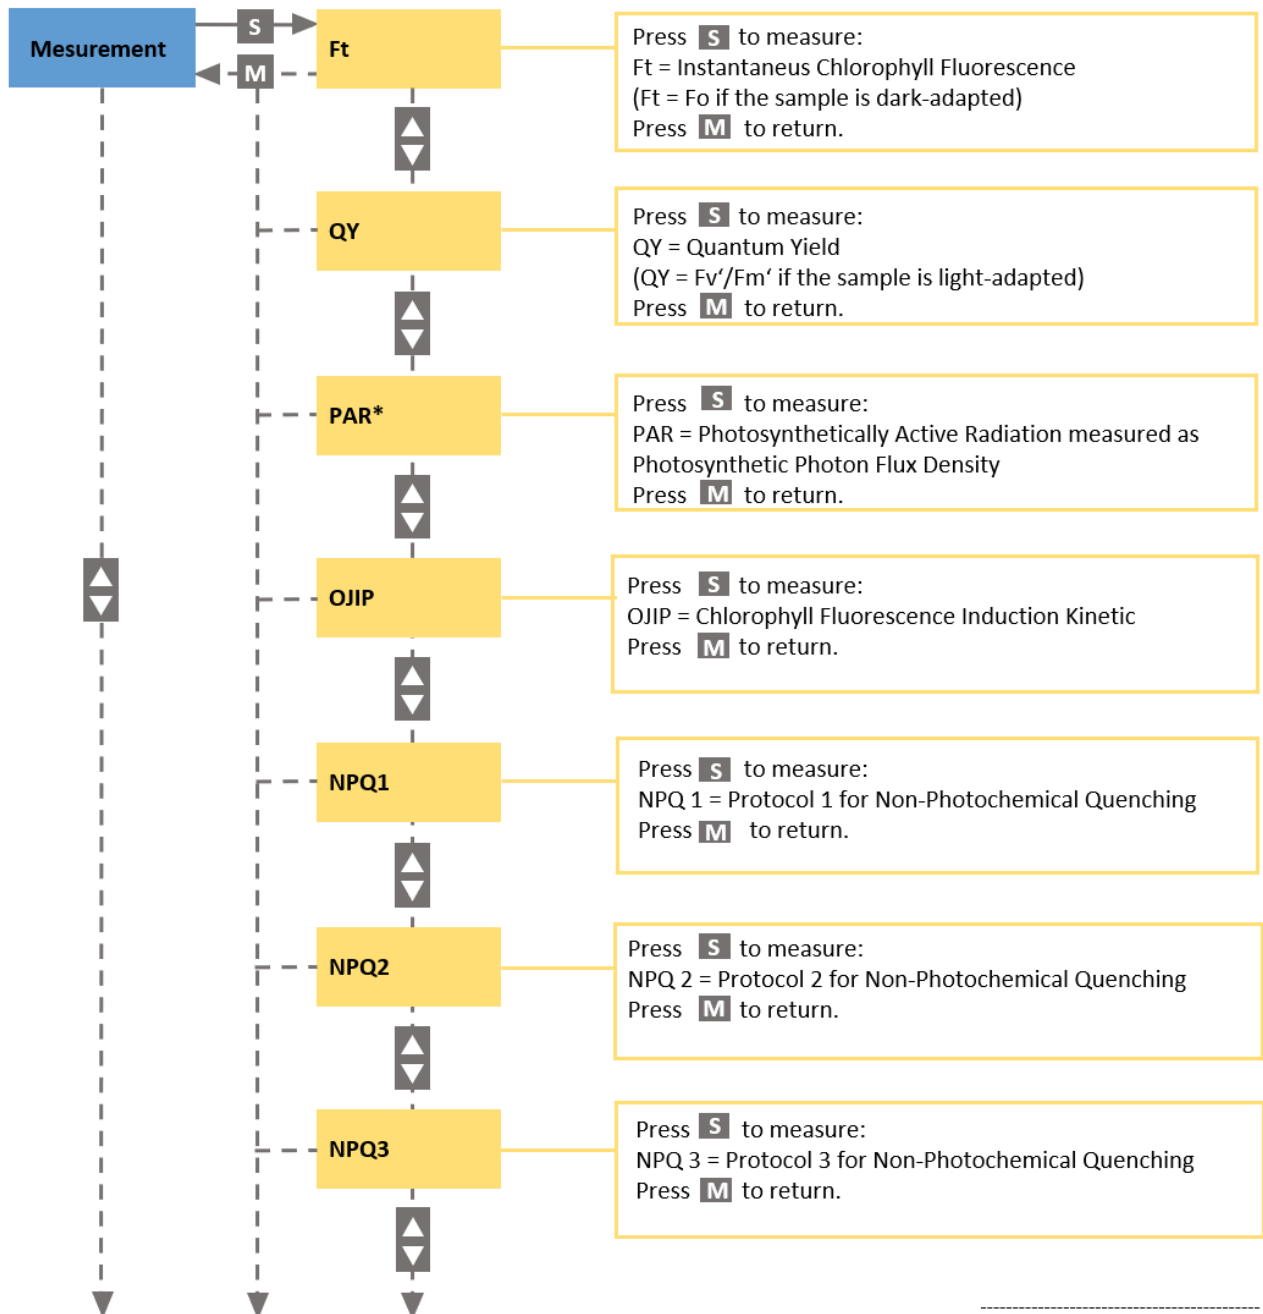 Mesurement
S
M
Ft
Press S to measure:
Ft = Instantaneus Chlorophyll Fluorescence
(Ft = Fo if the sample is dark-adapted)
Press M to return.
QY
Press S to measure:
QY = Quantum Yield
(QY = Fv‘/Fm‘ if the sample is light-adapted)
Press M to return.
PAR*
Press S to measure:
PAR = Photosynthetically Active Radiation measured as
Photosynthetic Photon Flux Density
Press M to return.
OJIP
Press S to measure:
OJIP = Chlorophyll Fluorescence Induction Kinetic
Press M to return.
NPQ1
Press S to measure:
NPQ 1 = Protocol 1 for Non-Photochemical Quenching
Press M to return.
NPQ2
Press S to measure:
NPQ 2 = Protocol 2 for Non-Photochemical Quenching
Press M to return.
NPQ3
Press S to measure:
NPQ 3 = Protocol 3 for Non-Photochemical Quenching
Press M to return.